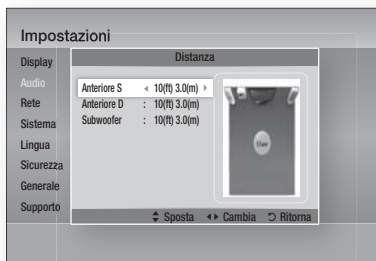 Impostazioni
Display
Audio
Rete
Sistema
Lingua
Sicurezza
Generale
Supporto
Distanza
Anteriore S ◂ 10(ft) 3.0(m) ▸
Anteriore D : 10(ft) 3.0(m)
Subwoofer : 10(ft) 3.0(m)
Sposta Cambia Ritorna